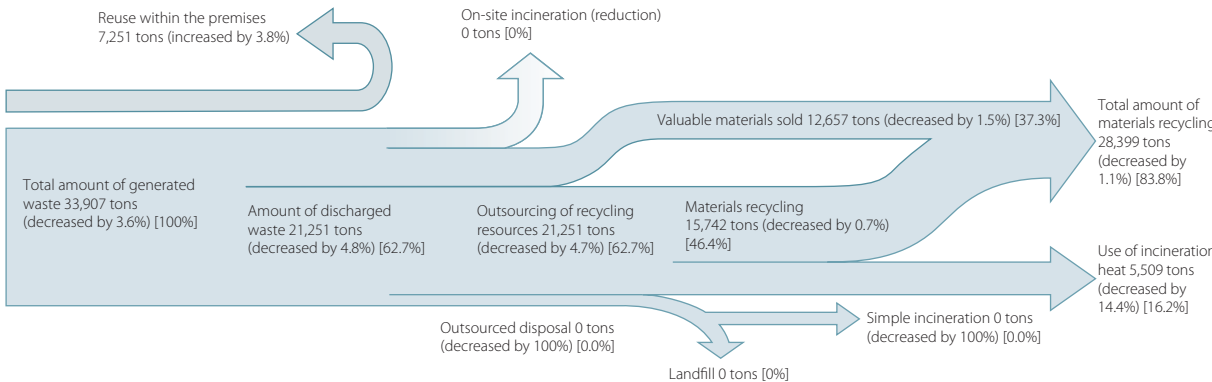 Reuse within the premises
7,251 tons (increased by 3.8%)
On-site incineration (reduction)
0 tons [0%]
Valuable materials sold 12,657 tons (decreased by 1.5%) [37.3%]
Total amount of
materials recycling
28,399 tons
(decreased by
1.1%) [83.8%]
Total amount of generated
waste 33,907 tons
(decreased by 3.6%) [100%]
Amount of discharged
waste 21,251 tons
(decreased by 4.8%) [62.7%]
Outsourcing of recycling
resources 21,251 tons
(decreased by 4.7%) [62.7%]
Materials recycling
15,742 tons (decreased by 0.7%)
[46.4%]
Use of incineration
heat 5,509 tons
(decreased by
14.4%) [16.2%]
Outsourced disposal 0 tons
(decreased by 100%) [0.0%]
Simple incineration 0 tons
(decreased by 100%) [0.0%]
Landfill 0 tons [0%]